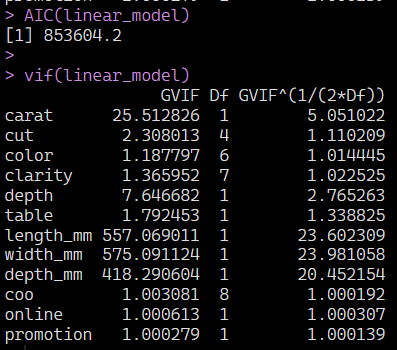 > AIC(linear_model)
[1] 853604.2
>
> vif(linear_model)
GVIF Df GVIF^(1/(2*Df))
carat 25.512826 1 5.051022
cut 2.308013 4 1.110209
color 1.187797 6 1.014445
clarity 1.365952 7 1.022525
depth 7.646682 1 2.765263
table 1.792453 1 1.338825
length_mm 557.069011 1 23.602309
width_mm 575.091124 1 23.981058
depth_mm 418.290604 1 20.452154
coo 1.003081 8 1.000192
online 1.000613 1 1.000307
promotion 1.000279 1 1.000139